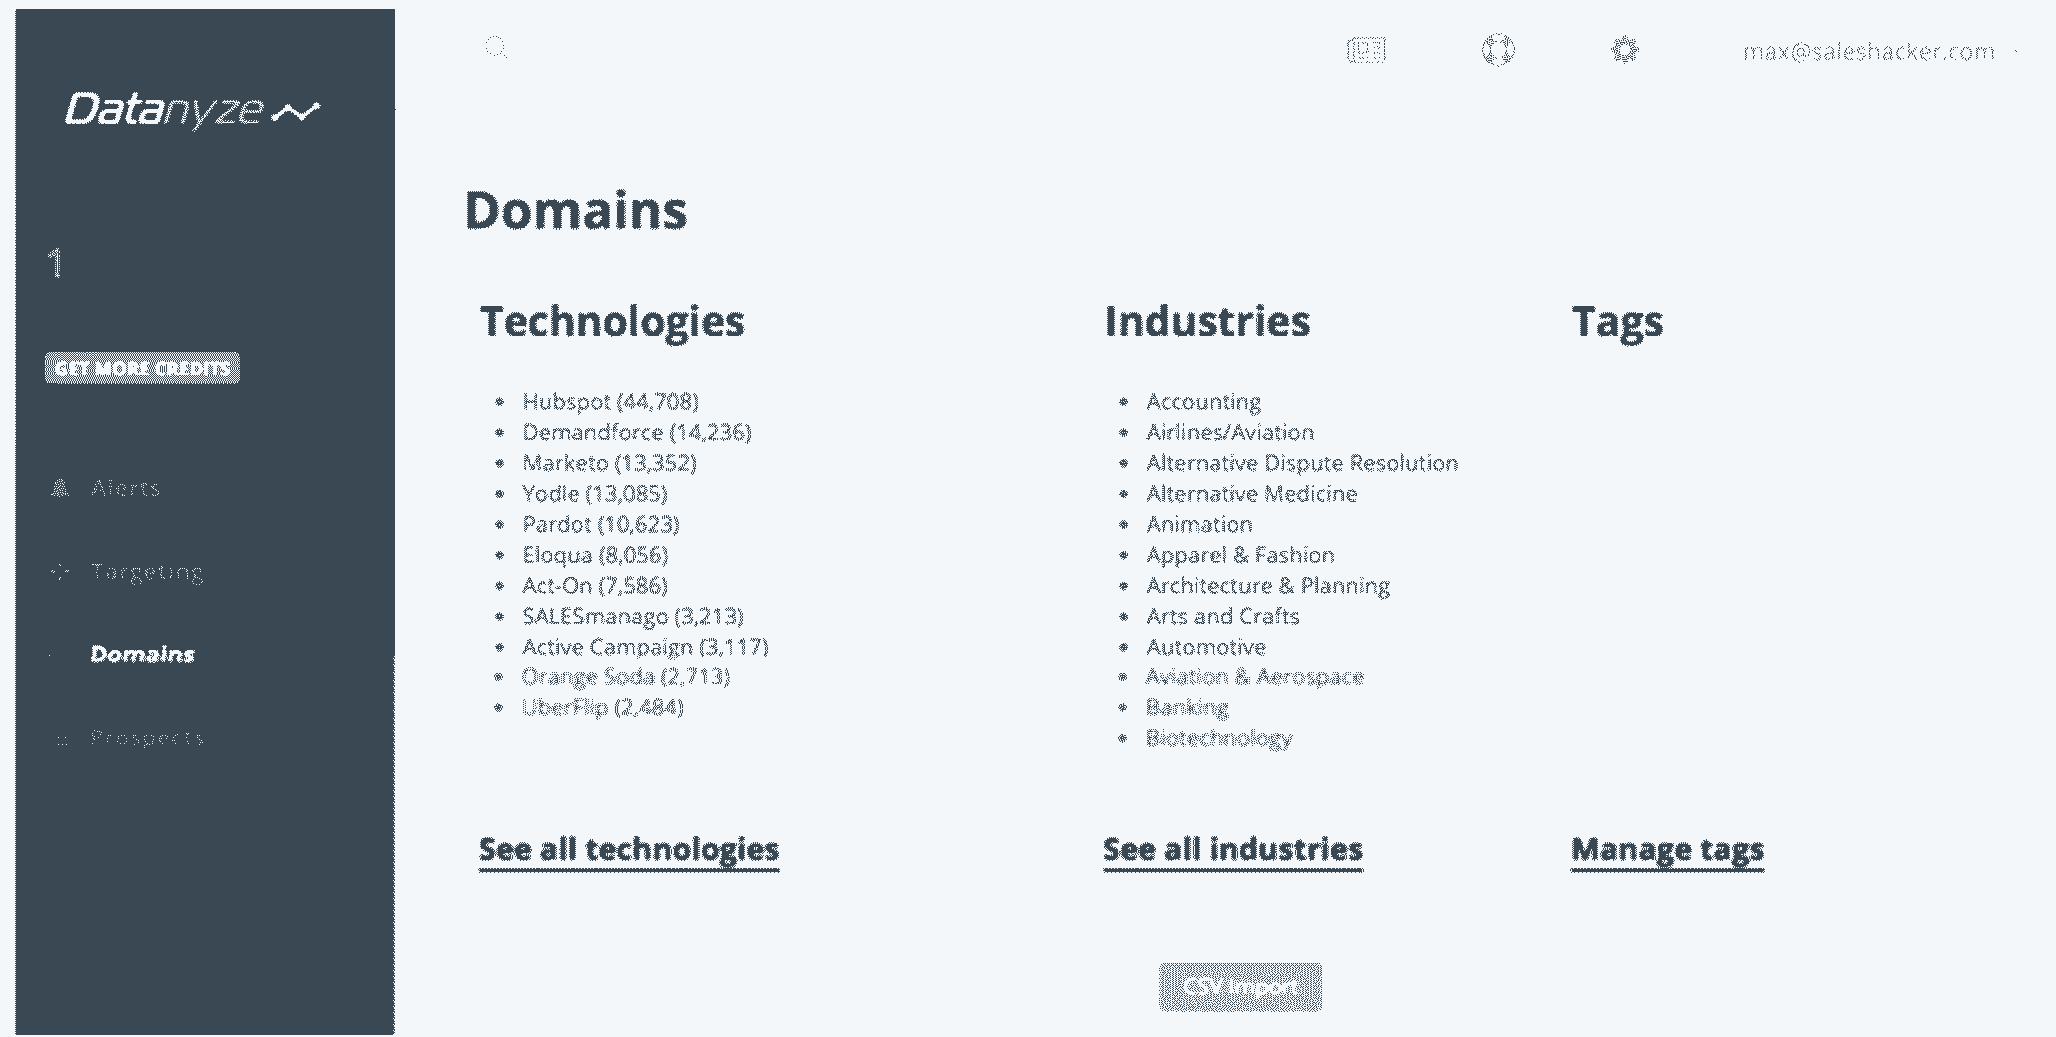 Datanyze
max@saleshacker.com
1
GET MORE CREDITS
Alerts
Targeting
Domains
Prospects
Domains
Technologies
Hubspot (44,708)
Demandforce (14,236)
Marketo (13,352)
Yodle (13,085)
Pardot (10,623)
Eloqua (8,056)
Act-On (7,586)
SALESmanago (3,213)
Active Campaign (3,117)
Orange Soda (2,713)
UberFlip (2,484)
See all technologies
Industries
Accounting
Airlines/Aviation
Alternative Dispute Resolution
Alternative Medicine
Animation
Apparel & Fashion
Architecture & Planning
Arts and Crafts
Automotive
Aviation & Aerospace
Banking
Biotechnology
See all industries
Tags
Manage tags
CSV Import